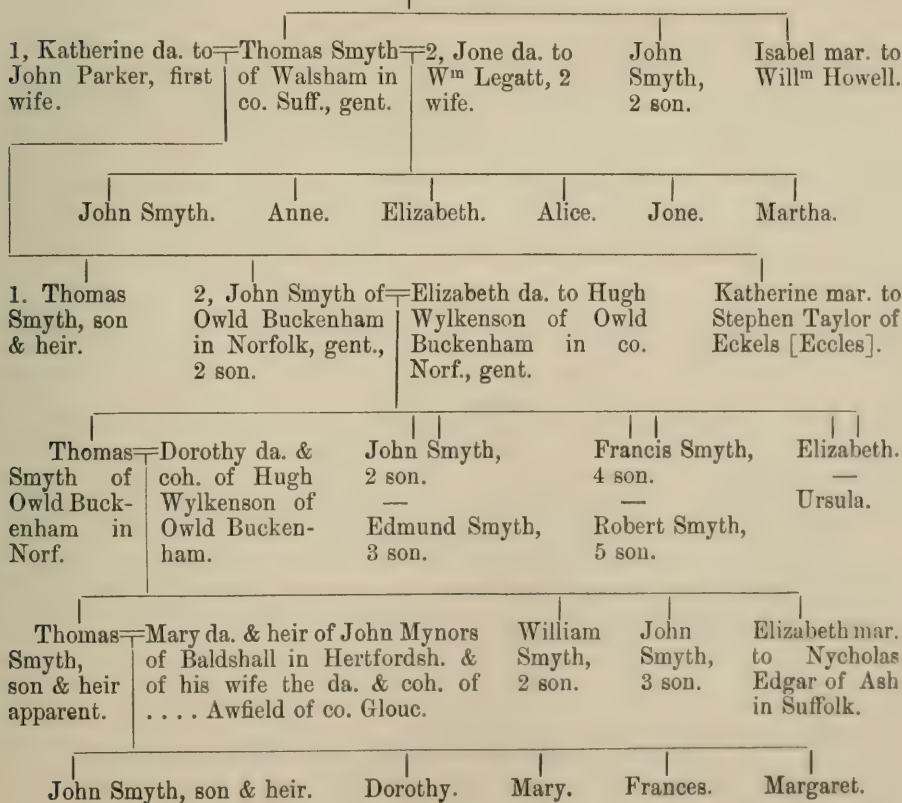 1, Katherine da. to
John Parker, first
wife.
Thomas Smyth
of Walsham in
co. Suff., gent.
2, Jone da. to
Wᵐ Legatt, 2
wife.
John
Smyth,
2 son.
Isabel mar. to
Willᵐ Howell.
John Smyth.
Anne.
Elizabeth.
Alice.
Jone.
Martha.
1. Thomas
Smyth, son
& heir.
2, John Smyth of
Owld Buckenham
in Norfolk, gent.,
2 son.
Elizabeth da. to Hugh
Wylkenson of Owld
Buckenham in co.
Norf., gent.
Katherine mar. to
Stephen Taylor of
Eckels [Eccles].
Thomas
Smyth of
Owld Buck-
enham in
Norf.
Dorothy da. &
coh. of Hugh
Wylkenson of
Owld Bucken-
ham.
John Smyth,
2 son.
—
Edmund Smyth,
3 son.
Francis Smyth,
4 son.
—
Robert Smyth,
5 son.
Elizabeth.
—
Ursula.
Thomas
Smyth,
son & heir
apparent.
Mary da. & heir of John Mynors
of Baldshall in Hertfordsh. &
of his wife the da. & coh. of
. . . . Awfield of co. Glouc.
William
Smyth,
2 son.
John
Smyth,
3 son.
Elizabeth mar.
to Nycholas
Edgar of Ash
in Suffolk.
John Smyth, son & heir.
Dorothy.
Mary.
Frances.
Margaret.